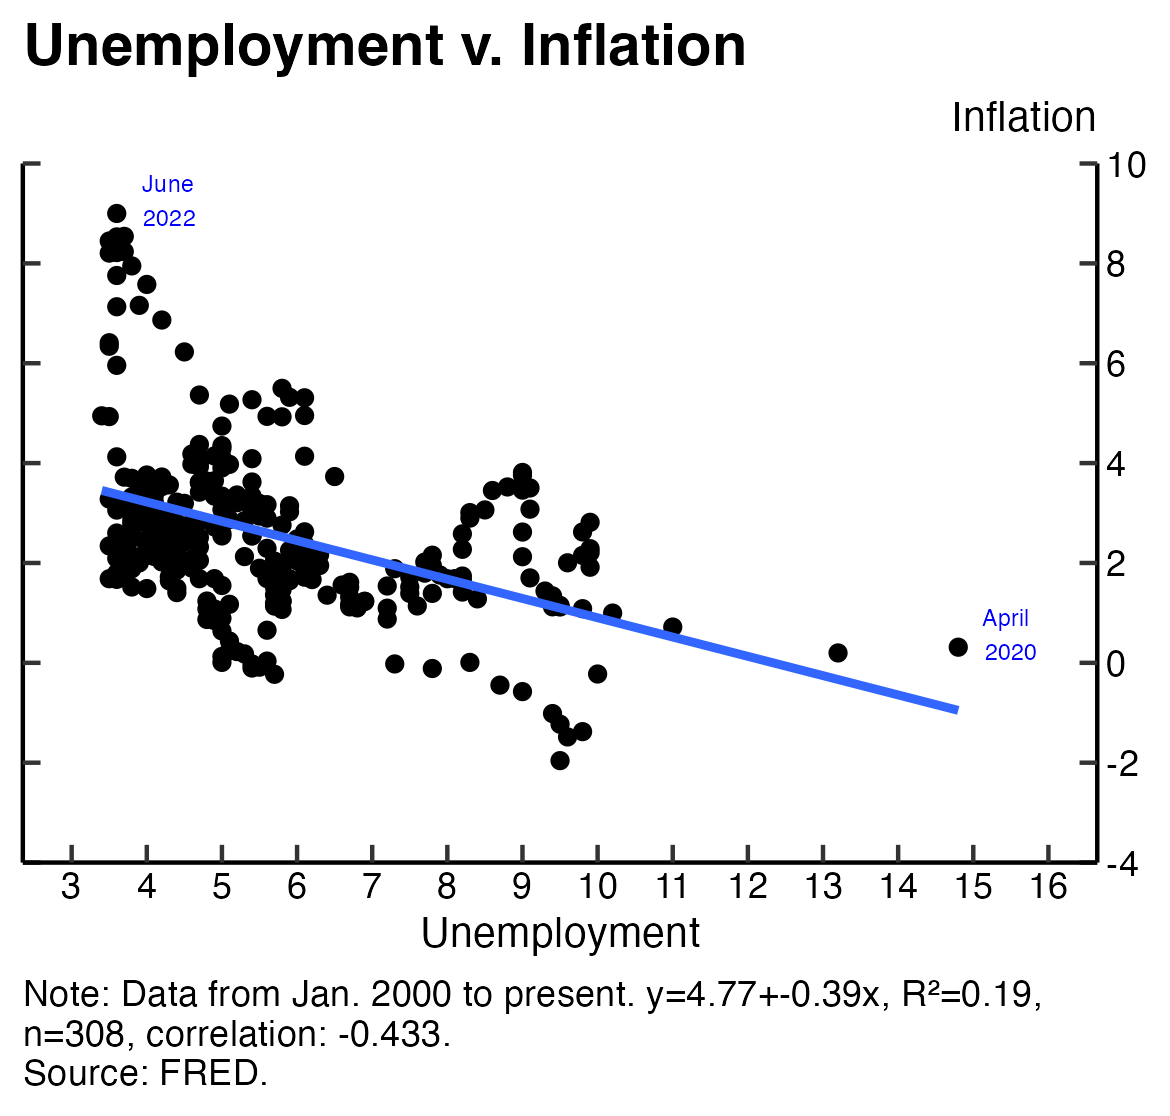 Unemployment v. Inflation
Inflation
10
June
2022
8
6
4
2
April
2020
0
-2
-4
3 4 5 6 7 8 9 10 11 12 13 14 15 16
Unemployment
Note: Data from Jan. 2000 to present. y=4.77+-0.39x, R²=0.19,
n=308, correlation: -0.433.
Source: FRED.